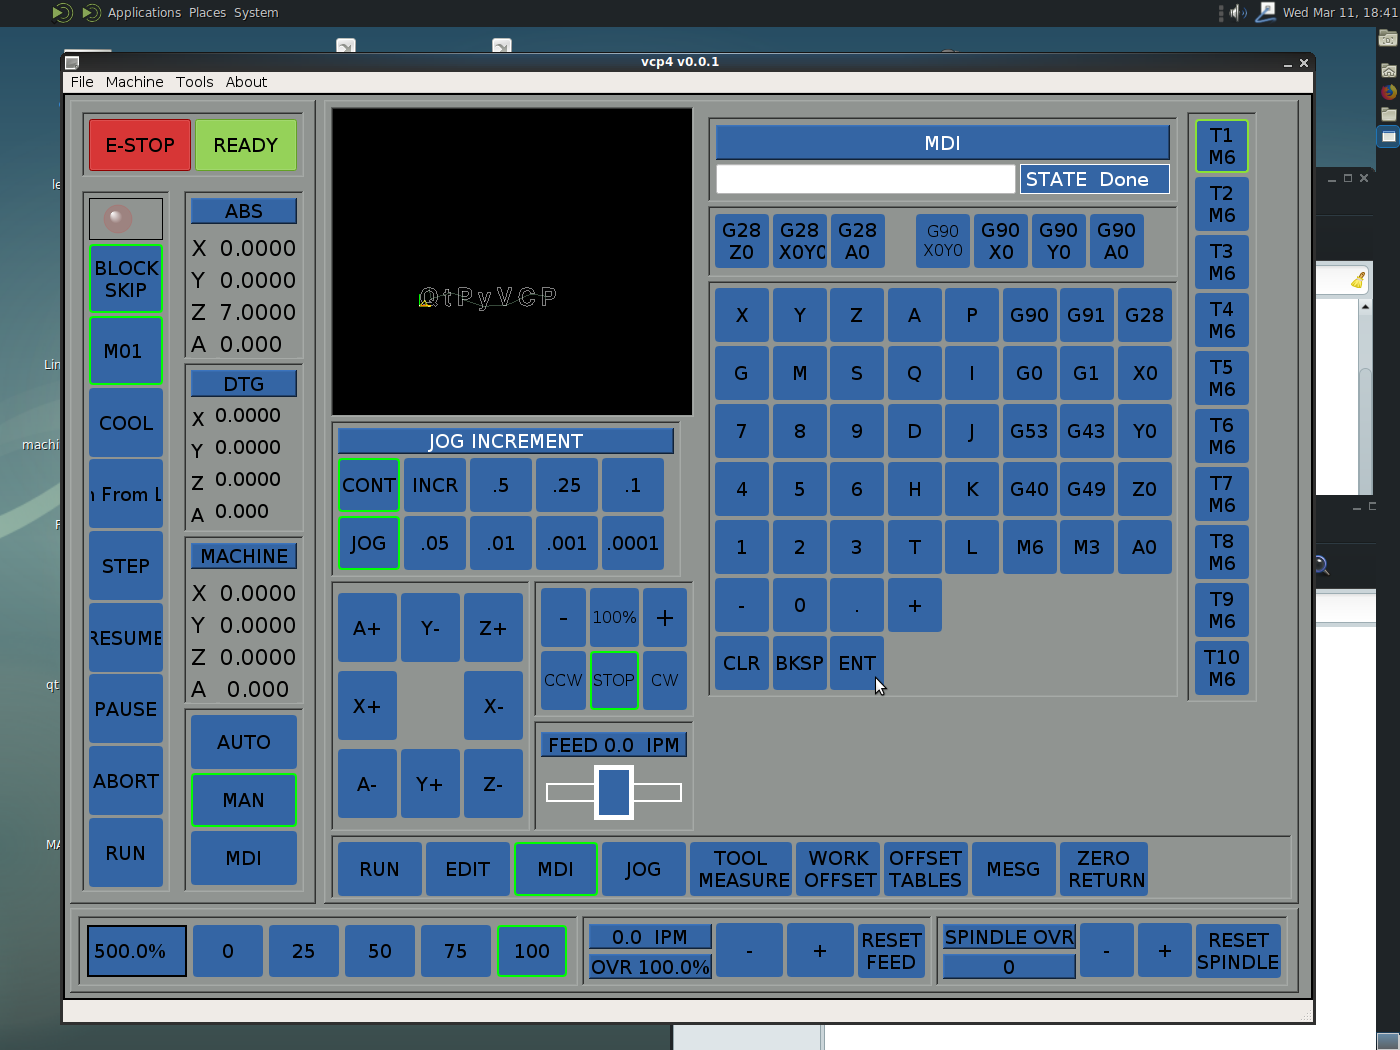 Applications Places System
Wed Mar 11, 18:41
vcp4 v0.0.1
File Machine Tools About
E-STOP
READY
BLOCK
SKIP
M01
COOL
From
STEP
RESUME
PAUSE
ABORT
RUN
ABS
X 0.0000
Y 0.0000
Z 7.0000
A 0.000
DTG
X 0.0000
Y 0.0000
Z 0.0000
A 0.000
MACHINE
X 0.0000
Y 0.0000
Z 0.0000
A 0.000
AUTO
MAN
MDI
QtPyVCP
JOG INCREMENT
CONT INCR .5 .25 .1
JOG .05 .01 .001 .0001
A+ Y- Z+
X+ X-
A- Y+ Z-
- 100% +
CCW STOP CW
FEED 0.0 IPM
MDI
STATE Done
G28
Z0
G28
X0Y0
G28
A0
G90
X0Y0
G90
X0
G90
Y0
G90
A0
X Y Z A P G90 G91 G28
G M S Q I G0 G1 X0
7 8 9 D J G53 G43 Y0
4 5 6 H K G40 G49 Z0
1 2 3 T L M6 M3 A0
- 0 . +
CLR BKSP ENT
T1
M6
T2
M6
T3
M6
T4
M6
T5
M6
T6
M6
T7
M6
T8
M6
T9
M6
T10
M6
RUN
EDIT
MDI
JOG
TOOL
MEASURE
WORK
OFFSET
OFFSET
TABLES
MESG
ZERO
RETURN
500.0% 0 25 50 75 100
0.0 IPM
OVR 100.0%
- +
RESET
FEED
SPINDLE OVR
0
- +
RESET
SPINDLE